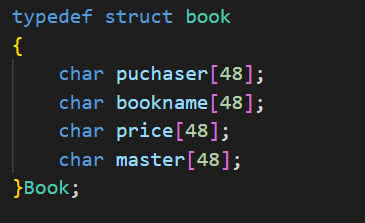 typedef struct book
{
    char puchaser[48];
    char bookname[48];
    char price[48];
    char master[48];
}Book;